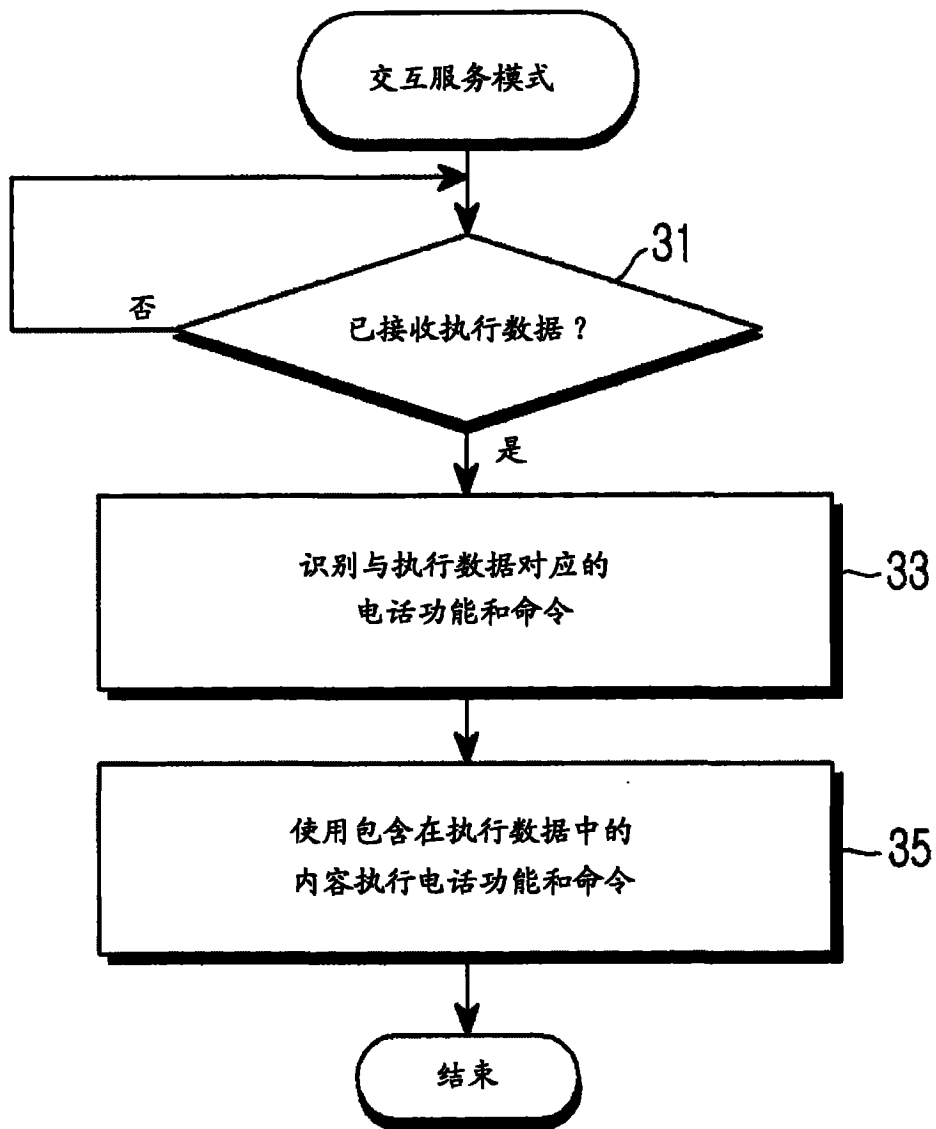 交互服务模式
31
否
已接收执行数据？
是
识别与执行数据对应的
电话功能和命令
33
使用包含在执行数据中的
内容执行电话功能和命令
35
结束